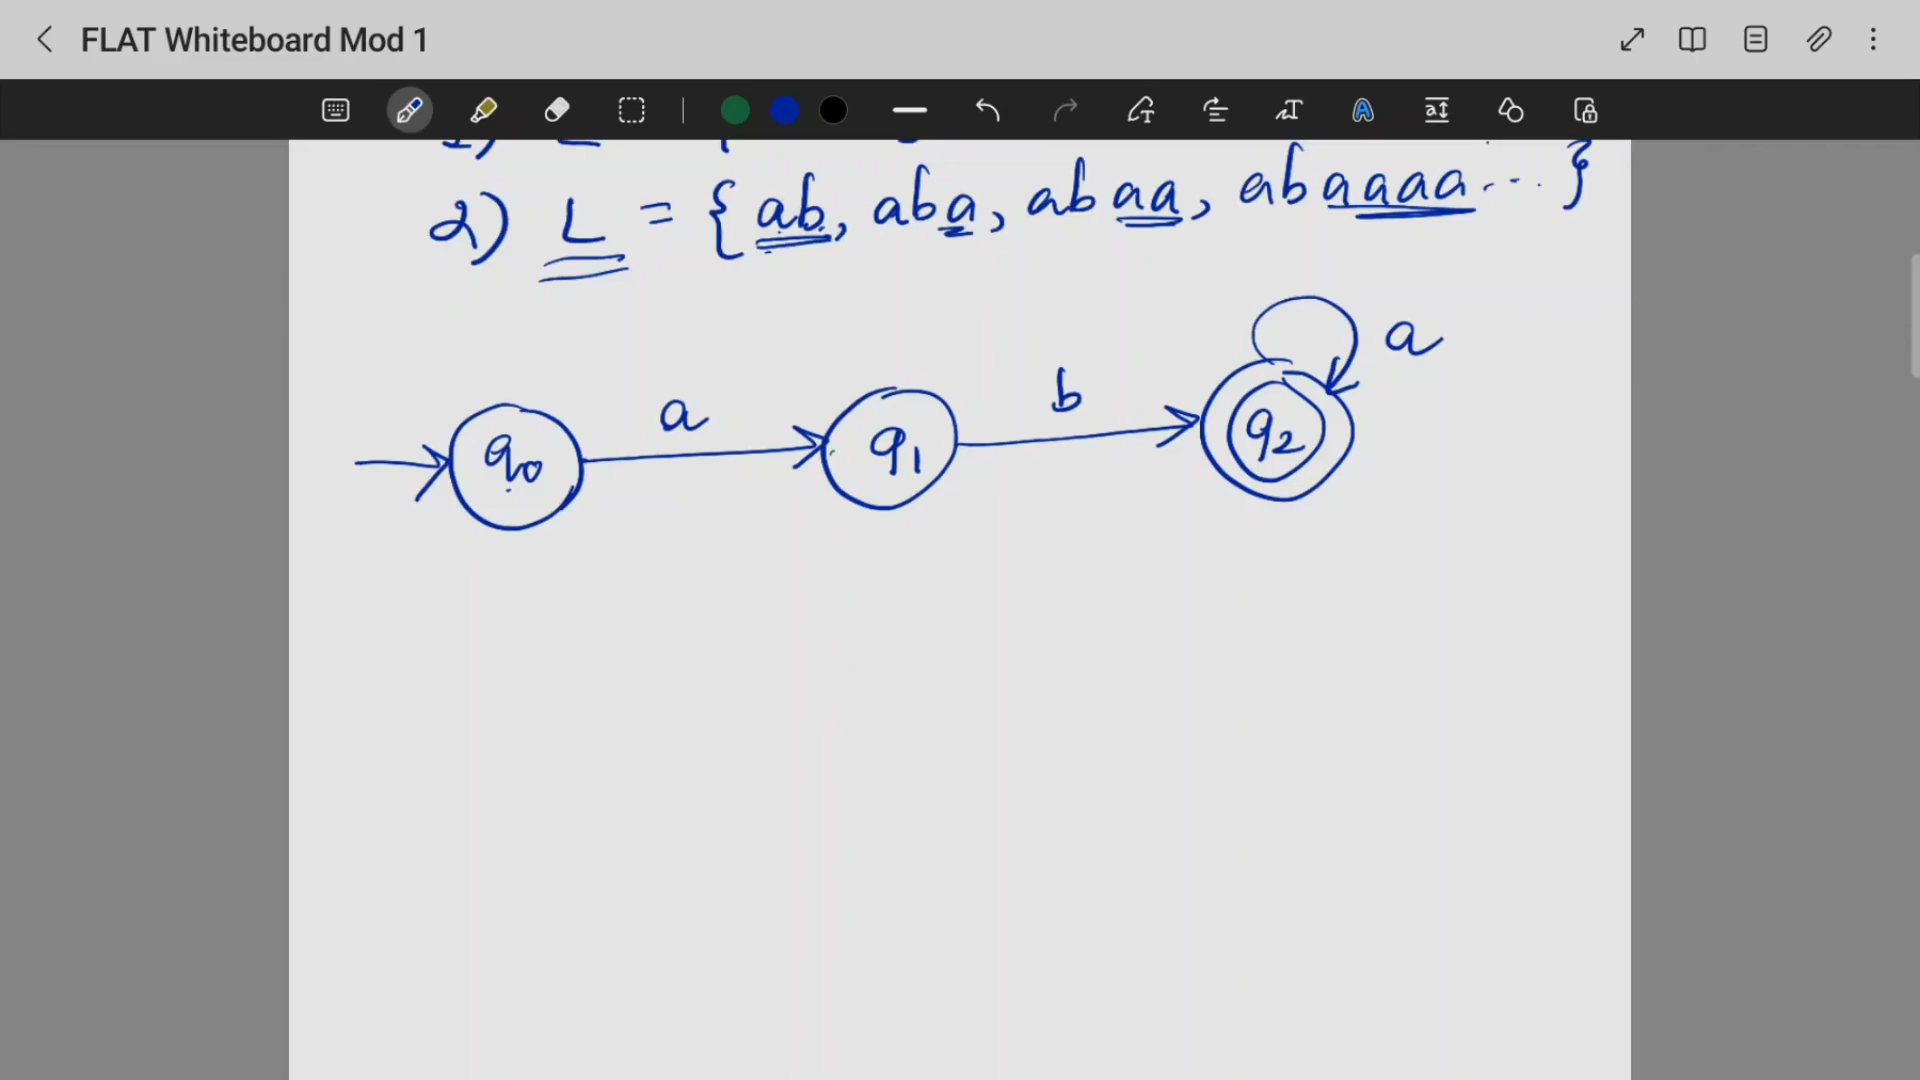 FLAT Whiteboard Mod 1
2) L = {ab, aba, abaa, abaaaa... }
a b a
q0 q1 q2